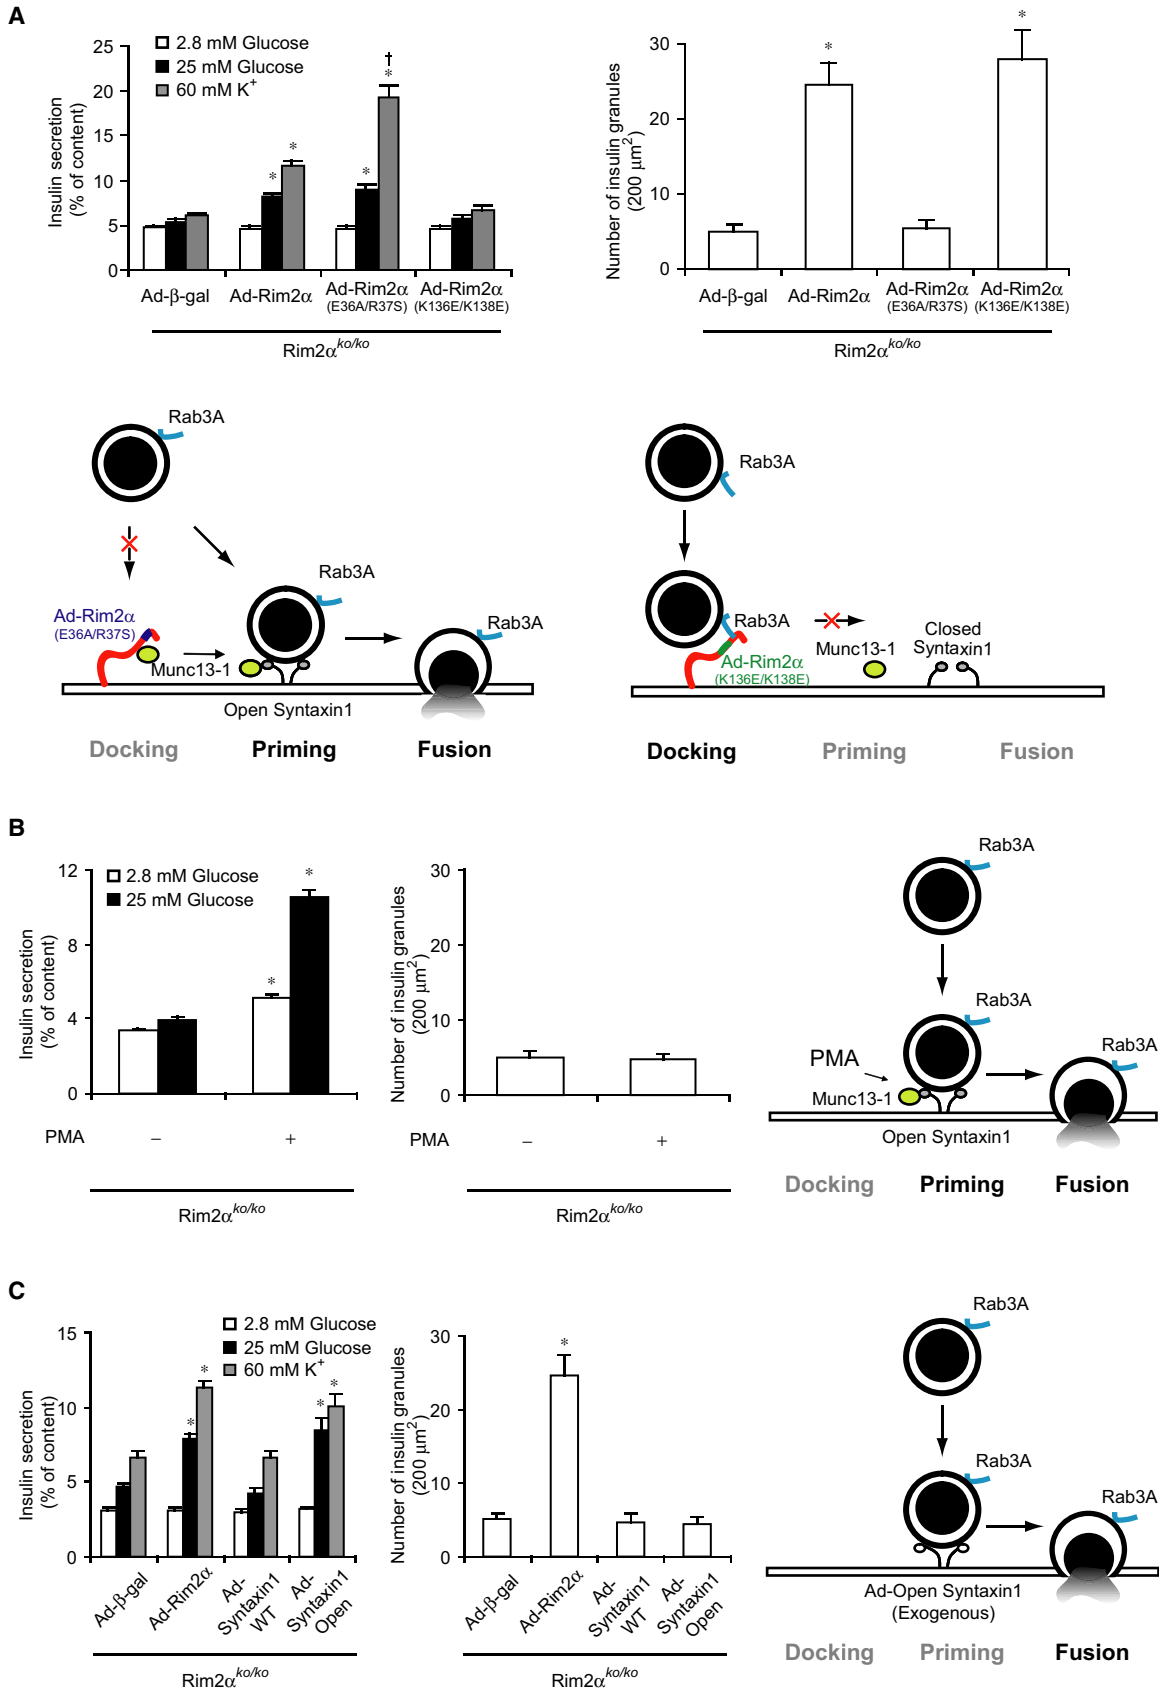 A
2.8 mM Glucose
25 mM Glucose
60 mM K+
Insulin secretion
(% of content)
25
20
15
10
5
0
† 
* * * *
Ad-β-gal Ad-Rim2α Ad-Rim2α Ad-Rim2α
(E36A/R37S) (K136E/K138E)
Rim2αko/ko
Number of insulin granules
(200 μm2)
30
20
10
0
* *
Ad-β-gal Ad-Rim2α Ad-Rim2α Ad-Rim2α
(E36A/R37S) (K136E/K138E)
Rim2αko/ko
Rab3A
Rab3A
Ad-Rim2α
(E36A/R37S)
Munc13-1
Rab3A
Open Syntaxin1
Docking Priming Fusion
Rab3A
Rab3A
Ad-Rim2α
(K136E/K138E)
Munc13-1
Closed
Syntaxin1
Docking Priming Fusion
B
2.8 mM Glucose
25 mM Glucose
Insulin secretion
(% of content)
12
8
4
0
* *
PMA – +
Rim2αko/ko
Number of insulin granules
(200 μm2)
30
20
10
0
PMA – +
Rim2αko/ko
Rab3A
Rab3A
PMA
Munc13-1
Rab3A
Open Syntaxin1
Docking Priming Fusion
C
2.8 mM Glucose
25 mM Glucose
60 mM K+
Insulin secretion
(% of content)
15
10
5
0
* * * *
Ad-β-gal
Ad-Rim2α
Ad-
Syntaxin1
WT
Ad-
Syntaxin1
Open
Rim2αko/ko
Number of insulin granules
(200 μm2)
30
20
10
0
*
Ad-β-gal
Ad-Rim2α
Ad-
Syntaxin1
WT
Ad-
Syntaxin1
Open
Rim2αko/ko
Rab3A
Rab3A
Rab3A
Ad-Open Syntaxin1
(Exogenous)
Docking Priming Fusion